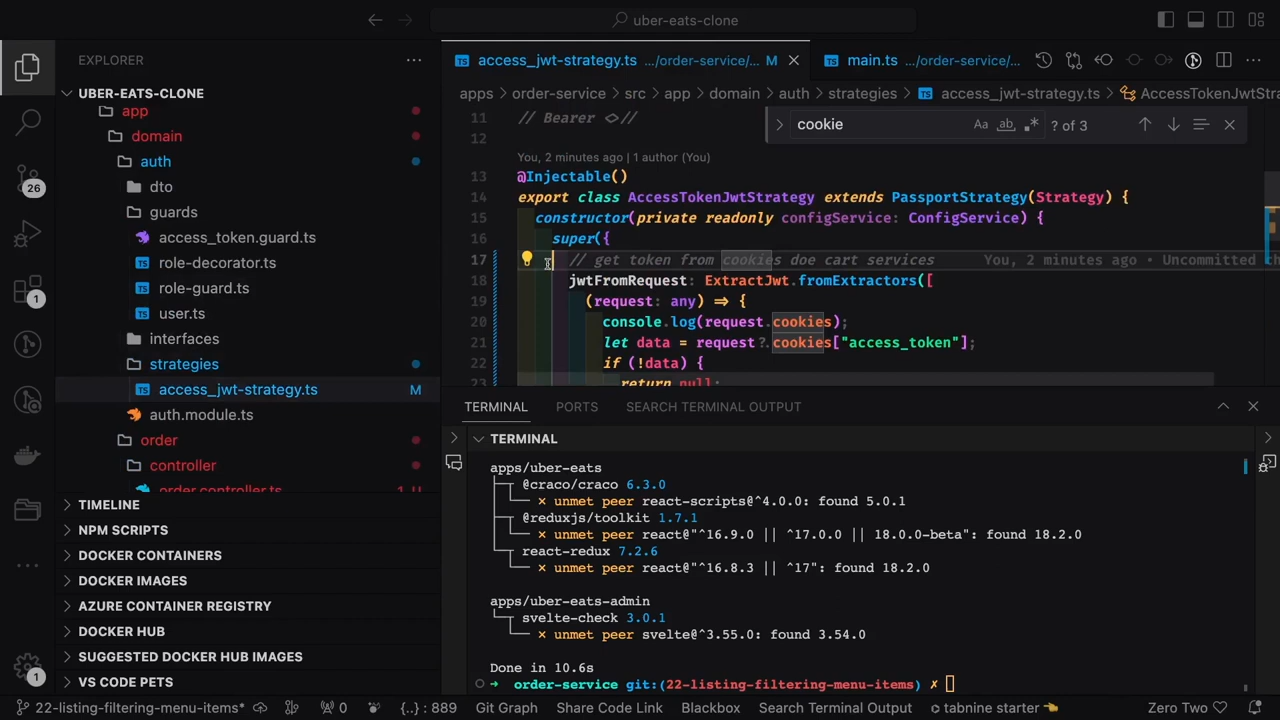 uber-eats-clone
EXPLORER
UBER-EATS-CLONE
app
domain
auth
dto
guards
access_token.guard.ts
role-decorator.ts
role-guard.ts
user.ts
interfaces
strategies
access_jwt-strategy.ts M
auth.module.ts
order
controller
order.controller.ts 1, U
TIMELINE
NPM SCRIPTS
DOCKER CONTAINERS
DOCKER IMAGES
AZURE CONTAINER REGISTRY
DOCKER HUB
SUGGESTED DOCKER HUB IMAGES
VS CODE PETS
26
1
1
access_jwt-strategy.ts .../order-service/... M
main.ts .../order-service/...
apps > order-service > src > app > domain > auth > strategies > access_jwt-strategy.ts > AccessTokenJwtStra
cookie Aa ab ? of 3
11 // Bearer <>//
12
You, 2 minutes ago | 1 author (You)
13 @Injectable()
14 export class AccessTokenJwtStrategy extends PassportStrategy(Strategy) {
15 constructor(private readonly configService: ConfigService) {
16 super({
17 // get token from cookies doe cart services You, 2 minutes ago • Uncommitted ch
18 jwtFromRequest: ExtractJwt.fromExtractors([
19 (request: any) => {
20 console.log(request.cookies);
21 let data = request?.cookies["access_token"];
22 if (!data) {
23 return null;
TERMINAL PORTS SEARCH TERMINAL OUTPUT
TERMINAL
apps/uber-eats
@craco/craco 6.3.0
✕ unmet peer react-scripts@^4.0.0: found 5.0.1
@reduxjs/toolkit 1.7.1
✕ unmet peer react@"^16.9.0 || ^17.0.0 || 18.0.0-beta": found 18.2.0
react-redux 7.2.6
✕ unmet peer react@"^16.8.3 || ^17": found 18.2.0
apps/uber-eats-admin
svelte-check 3.0.1
✕ unmet peer svelte@^3.55.0: found 3.54.0
Done in 10.6s
➜ order-service git:(22-listing-filtering-menu-items) ✗
22-listing-filtering-menu-items* 0 {..} : 889 Git Graph Share Code Link Blackbox Search Terminal Output tabnine starter Zero Two